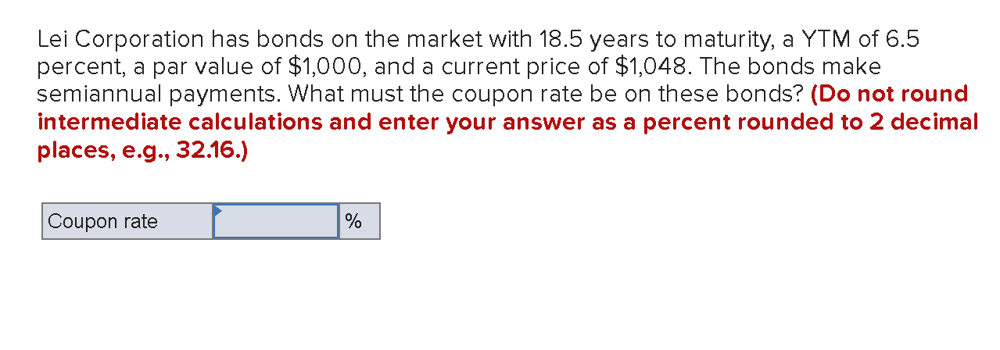 Lei Corporation has bonds on the market with 18.5 years to maturity, a YTM of 6.5
percent, a par value of $1,000, and a current price of $1,048. The bonds make
semiannual payments. What must the coupon rate be on these bonds? (Do not round
intermediate calculations and enter your answer as a percent rounded to 2 decimal
places, e.g., 32.16.)
Coupon rate %